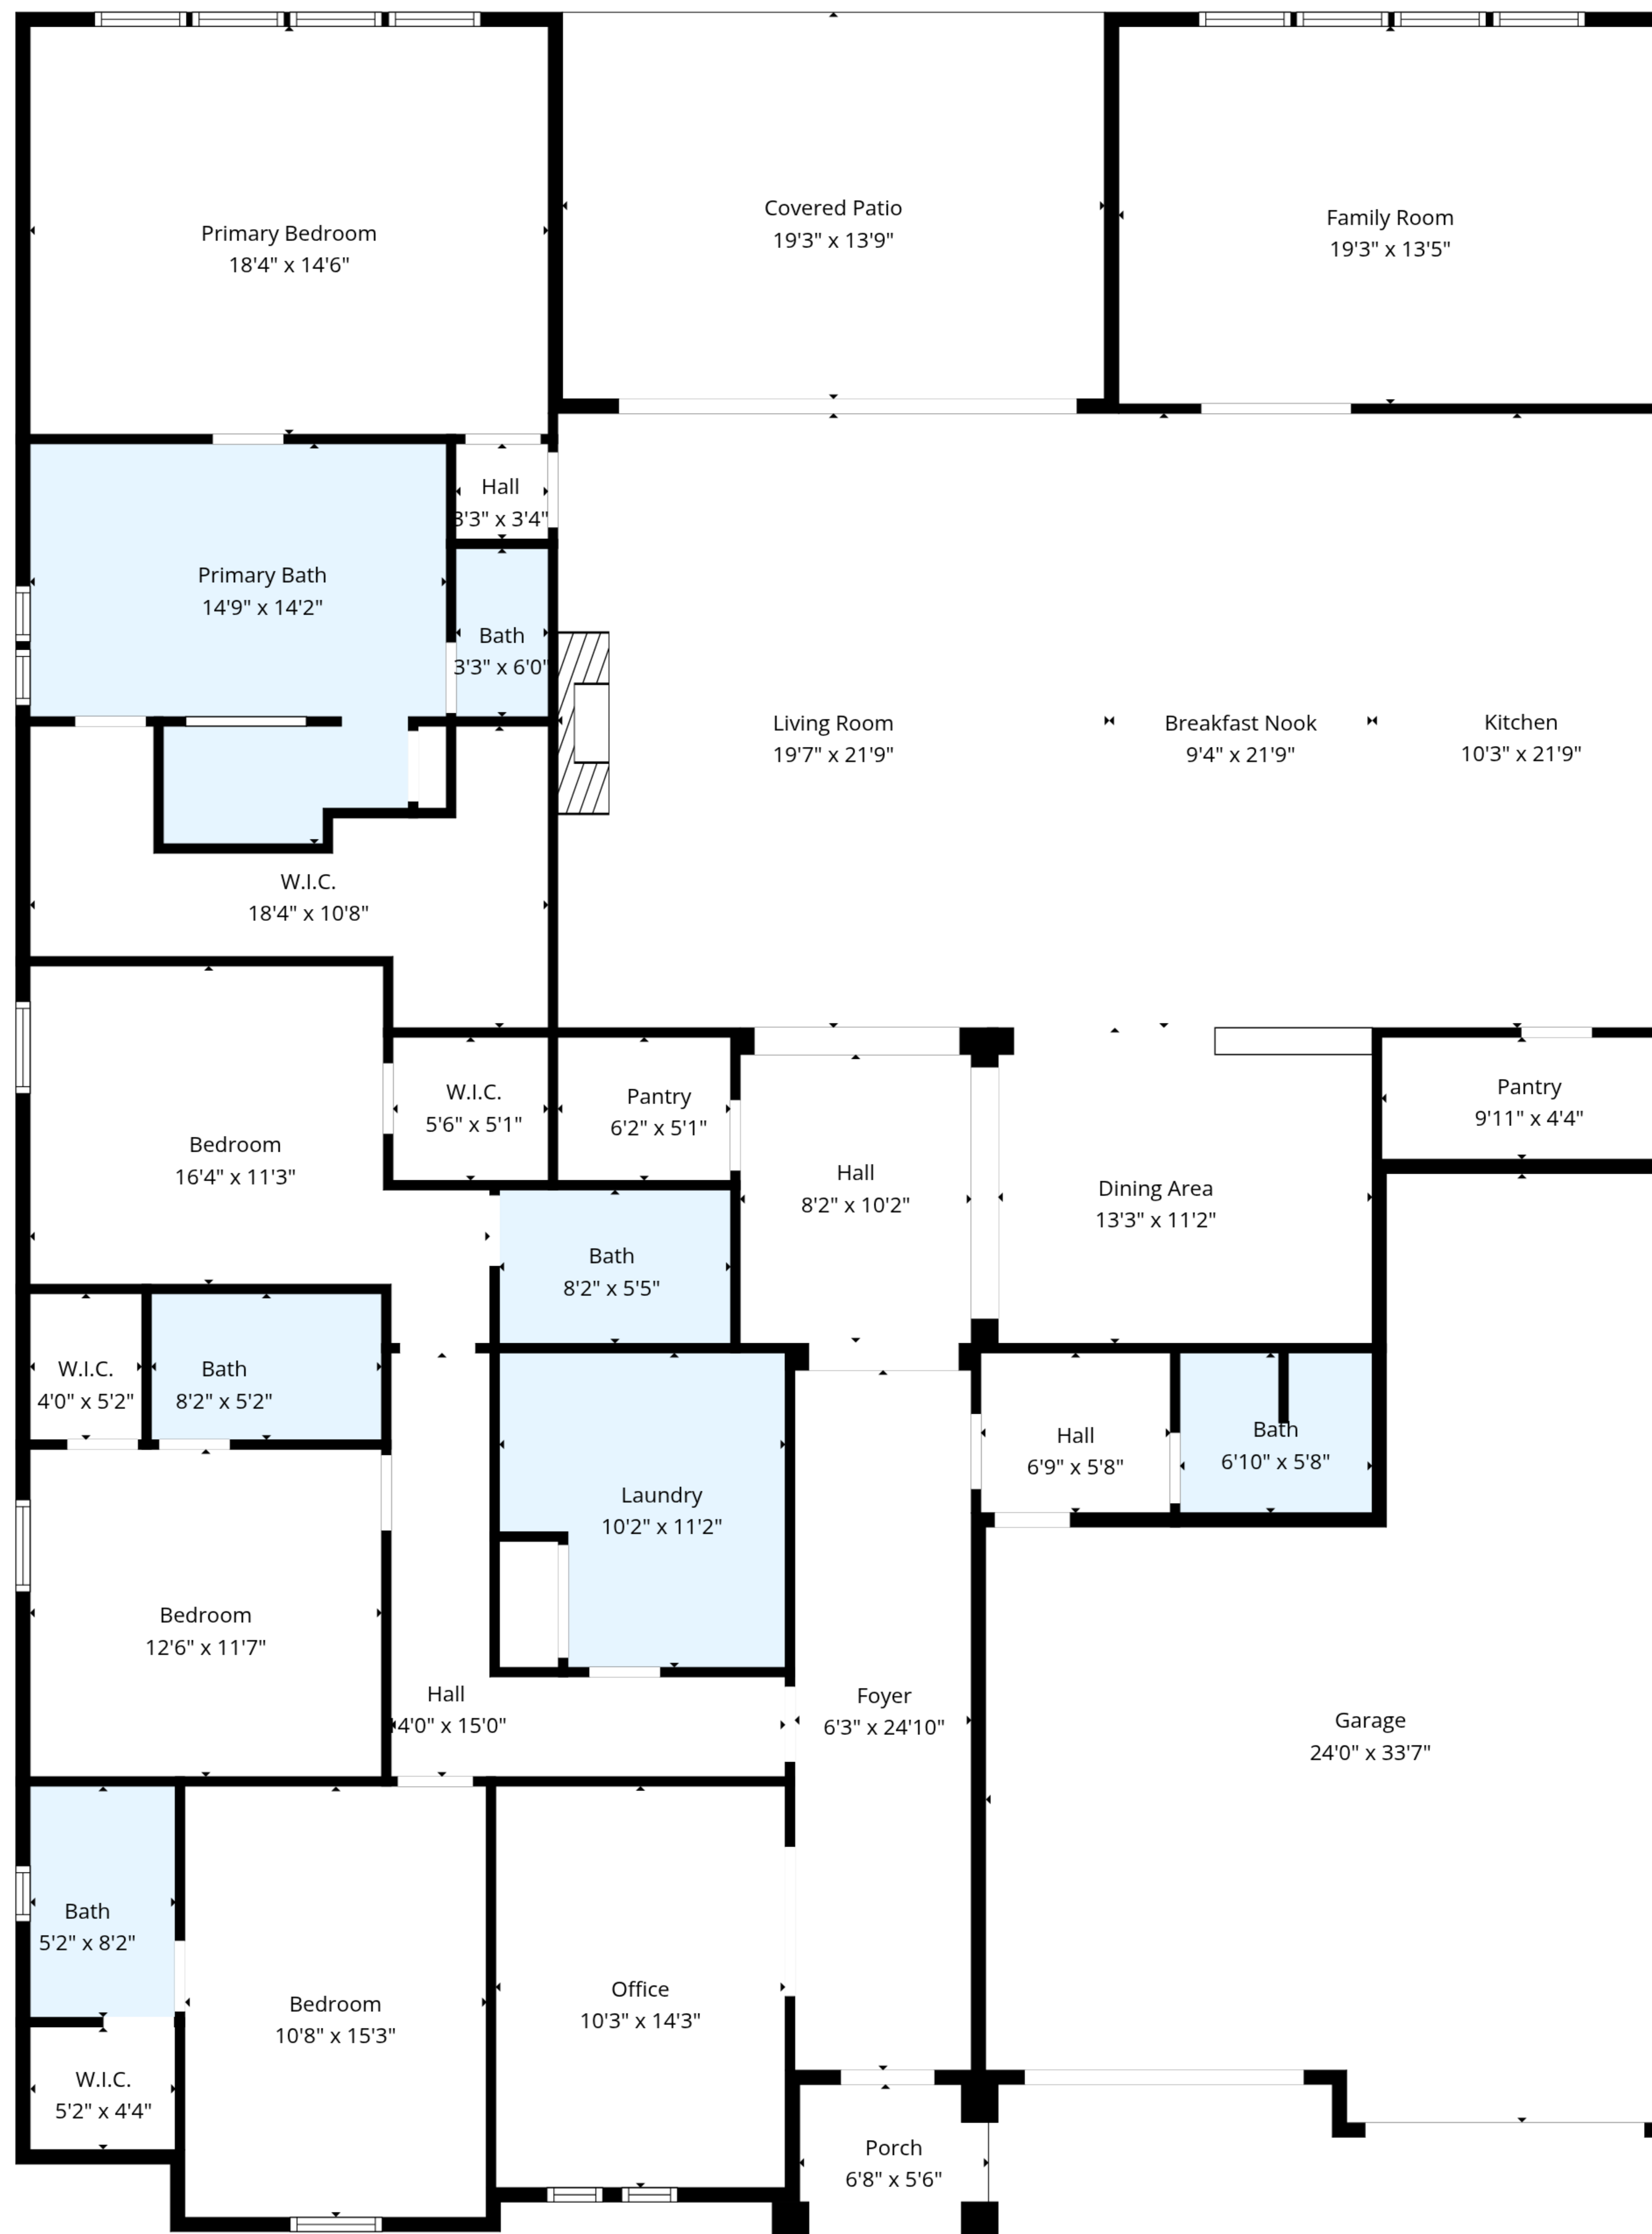 Primary Bedroom
18'4" x 14'6"
Covered Patio
19'3" x 13'9"
Family Room
19'3" x 13'5"
Hall
3'3" x 3'4"
Primary Bath
14'9" x 14'2"
Bath
3'3" x 6'0"
Living Room
19'7" x 21'9"
Breakfast Nook
9'4" x 21'9"
Kitchen
10'3" x 21'9"
W.I.C.
18'4" x 10'8"
W.I.C.
5'6" x 5'1"
Pantry
6'2" x 5'1"
Pantry
9'11" x 4'4"
Bedroom
16'4" x 11'3"
Hall
8'2" x 10'2"
Dining Area
13'3" x 11'2"
Bath
8'2" x 5'5"
W.I.C.
4'0" x 5'2"
Bath
8'2" x 5'2"
Hall
6'9" x 5'8"
Bath
6'10" x 5'8"
Laundry
10'2" x 11'2"
Bedroom
12'6" x 11'7"
Hall
4'0" x 15'0"
Foyer
6'3" x 24'10"
Garage
24'0" x 33'7"
Bath
5'2" x 8'2"
Bedroom
10'8" x 15'3"
Office
10'3" x 14'3"
W.I.C.
5'2" x 4'4"
Porch
6'8" x 5'6"